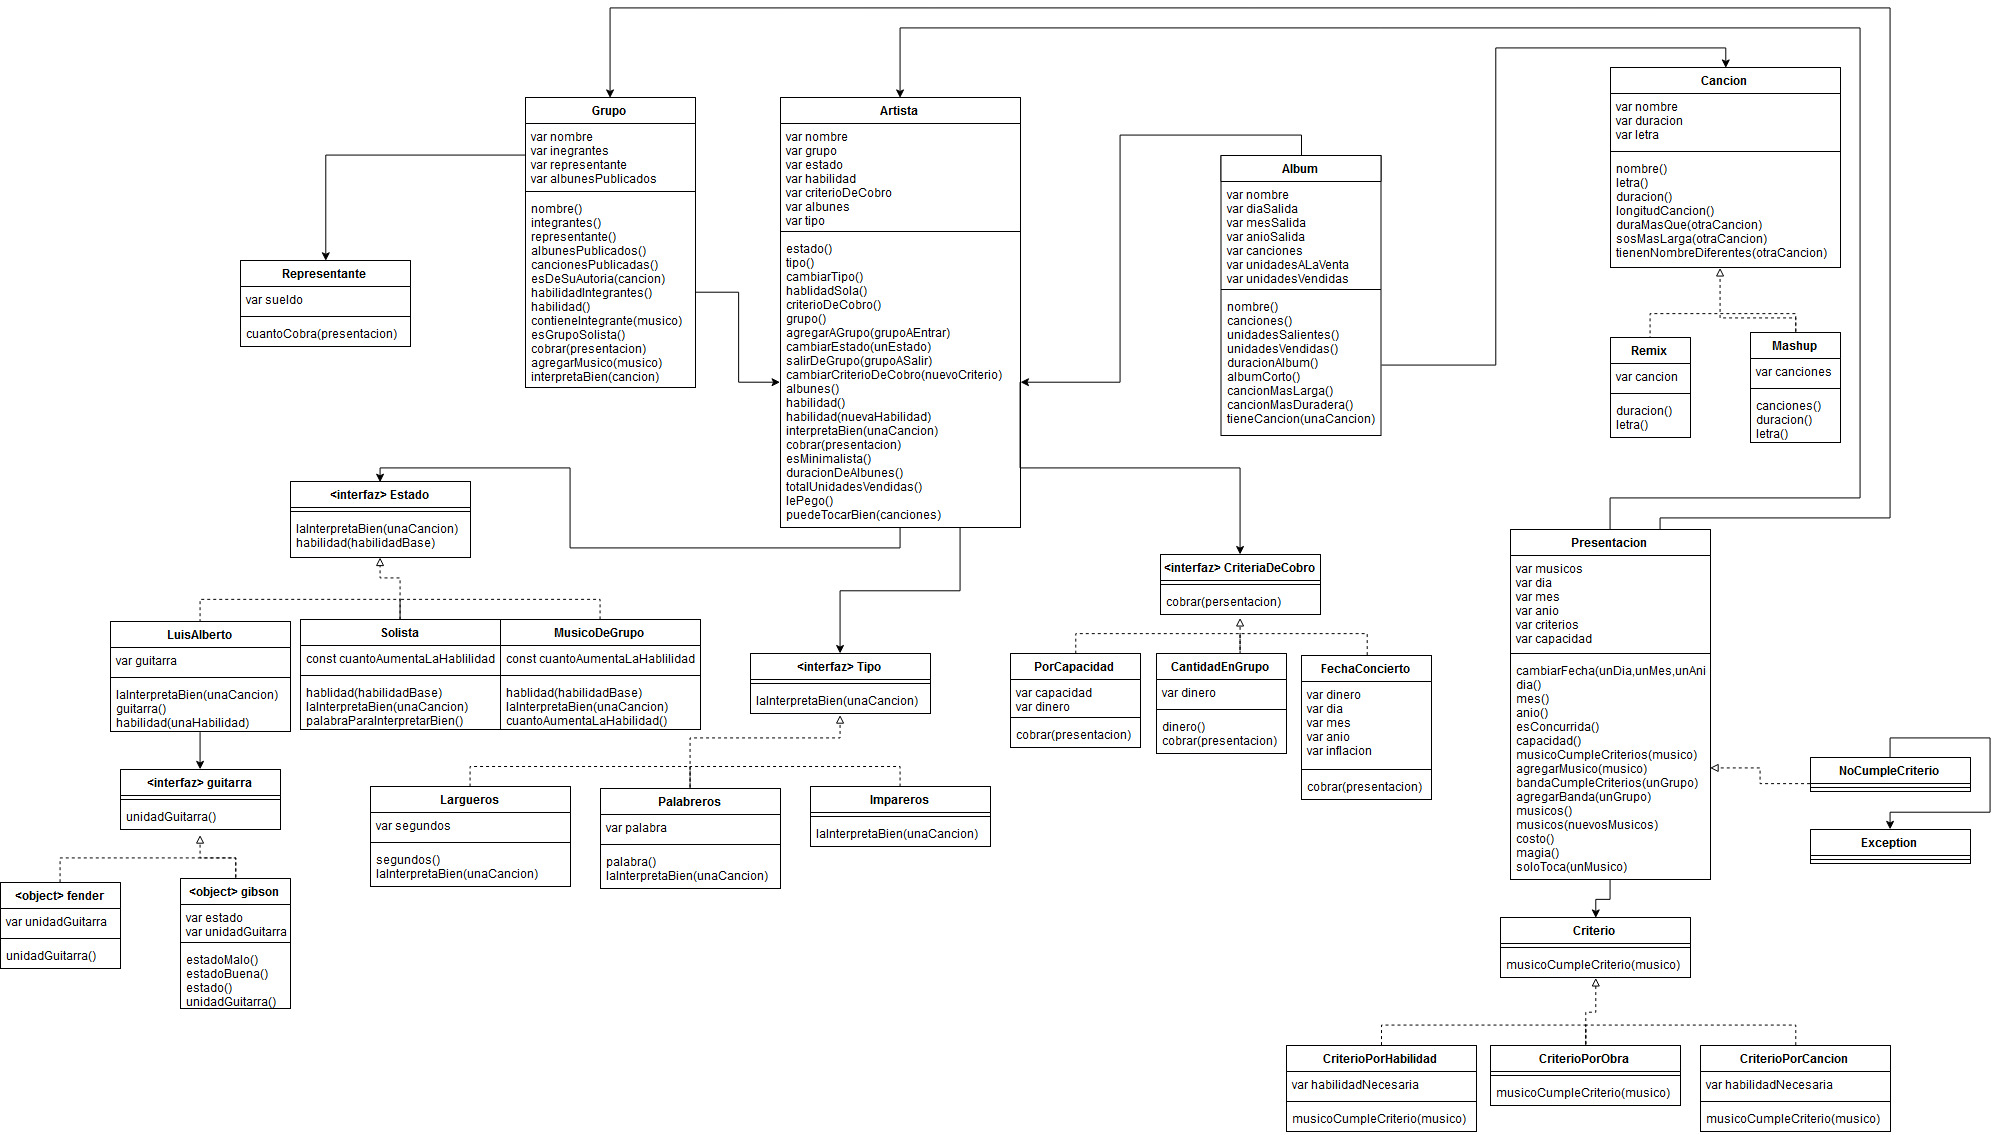 Grupo
var nombre
var inegrantes
var representante
var albunesPublicados
nombre()
integrantes()
representante()
albunesPublicados()
cancionesPublicadas()
esDeSuAutoria(cancion)
habilidadIntegrantes()
habilidad()
contieneIntegrante(musico)
esGrupoSolista()
cobrar(presentacion)
agregarMusico(musico)
interpretaBien(cancion)
Artista
var nombre
var grupo
var estado
var habilidad
var criterioDeCobro
var albunes
var tipo
estado()
tipo()
cambiarTipo()
hablidadSola()
criterioDeCobro()
grupo()
agregarAGrupo(grupoAEntrar)
cambiarEstado(unEstado)
salirDeGrupo(grupoASalir)
cambiarCriterioDeCobro(nuevoCriterio)
albunes()
habilidad()
habilidad(nuevaHabilidad)
interpretaBien(unaCancion)
cobrar(presentacion)
esMinimalista()
duracionDeAlbunes()
totalUnidadesVendidas()
lePego()
puedeTocarBien(canciones)
Album
var nombre
var diaSalida
var mesSalida
var anioSalida
var canciones
var unidadesALaVenta
var unidadesVendidas
nombre()
canciones()
unidadesSalientes()
unidadesVendidas()
duracionAlbum()
albumCorto()
cancionMasLarga()
cancionMasDuradera()
tieneCancion(unaCancion)
Cancion
var nombre
var duracion
var letra
nombre()
letra()
duracion()
longitudCancion()
duraMasQue(otraCancion)
sosMasLarga(otraCancion)
tienenNombreDiferentes(otraCancion)
Remix
var cancion
duracion()
letra()
Mashup
var canciones
canciones()
duracion()
letra()
Representante
var sueldo
cuantoCobra(presentacion)
<interfaz> Estado
laInterpretaBien(unaCancion)
habilidad(habilidadBase)
LuisAlberto
var guitarra
laInterpretaBien(unaCancion)
guitarra()
habilidad(unaHabilidad)
Solista
const cuantoAumentaLaHablilidad
hablidad(habilidadBase)
laInterpretaBien(unaCancion)
palabraParaInterpretarBien()
MusicoDeGrupo
const cuantoAumentaLaHablilidad
hablidad(habilidadBase)
laInterpretaBien(unaCancion)
cuantoAumentaLaHabilidad()
<interfaz> guitarra
unidadGuitarra()
<object> fender
var unidadGuitarra
unidadGuitarra()
<object> gibson
var estado
var unidadGuitarra
estadoMalo()
estadoBuena()
estado()
unidadGuitarra()
<interfaz> Tipo
laInterpretaBien(unaCancion)
Largueros
var segundos
segundos()
laInterpretaBien(unaCancion)
Palabreros
var palabra
palabra()
laInterpretaBien(unaCancion)
Impareros
laInterpretaBien(unaCancion)
<interfaz> CriteriaDeCobro
cobrar(persentacion)
PorCapacidad
var capacidad
var dinero
cobrar(presentacion)
CantidadEnGrupo
var dinero
dinero()
cobrar(presentacion)
FechaConcierto
var dinero
var dia
var mes
var anio
var inflacion
cobrar(presentacion)
Presentacion
var musicos
var dia
var mes
var anio
var criterios
var capacidad
cambiarFecha(unDia,unMes,unAni
dia()
mes()
anio()
esConcurrida()
capacidad()
musicoCumpleCriterios(musico)
agregarMusico(musico)
bandaCumpleCriterios(unGrupo)
agregarBanda(unGrupo)
musicos()
musicos(nuevosMusicos)
costo()
magia()
soloToca(unMusico)
NoCumpleCriterio
Exception
Criterio
musicoCumpleCriterio(musico)
CriterioPorHabilidad
var habilidadNecesaria
musicoCumpleCriterio(musico)
CriterioPorObra
musicoCumpleCriterio(musico)
CriterioPorCancion
var habilidadNecesaria
musicoCumpleCriterio(musico)